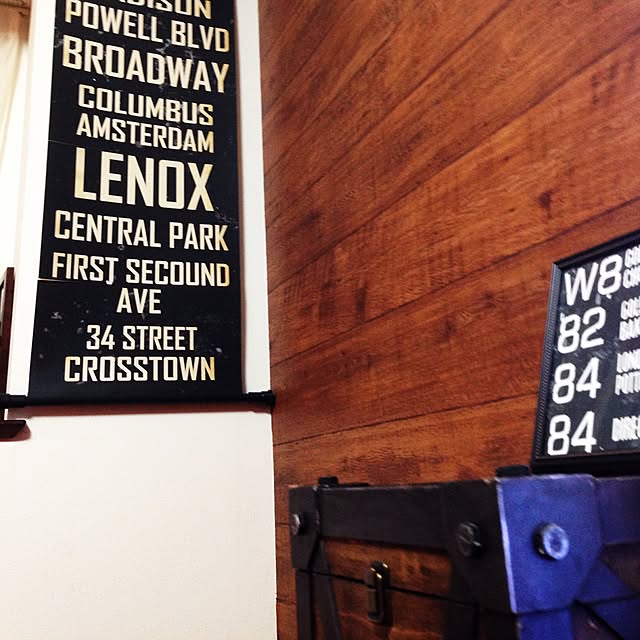 POWELL BLVD
BROADWAY
COLUMBUS
AMSTERDAM
LENOX
CENTRAL PARK
FIRST SECOUND
AVE
34 STREET
CROSSTOWN
W8
82
84
84